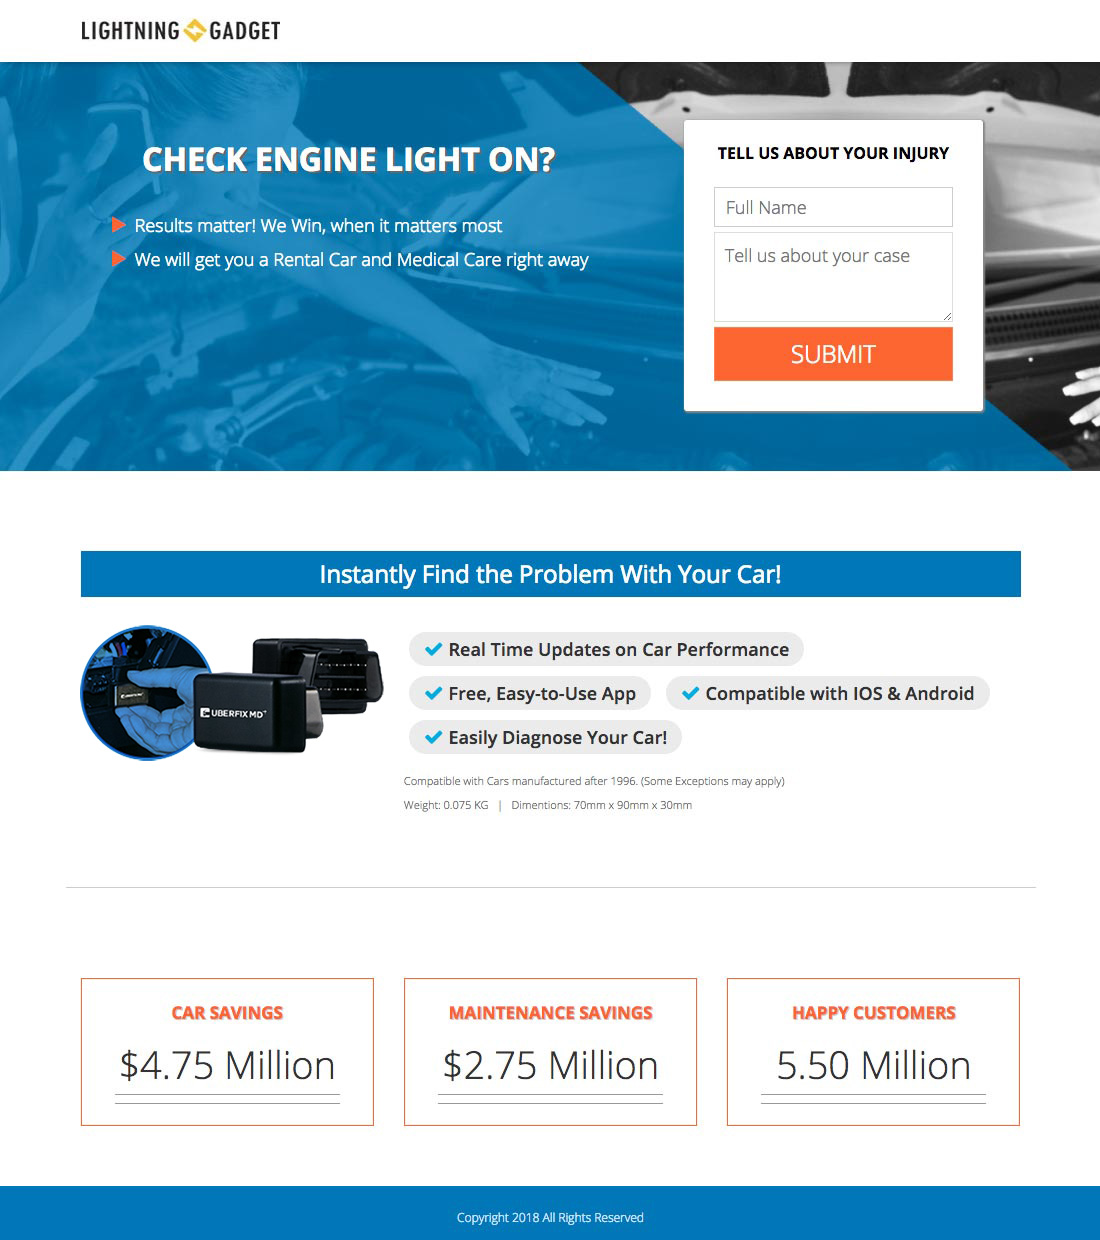 LIGHTNING GADGET
CHECK ENGINE LIGHT ON?
Results matter! We Win, when it matters most
We will get you a Rental Car and Medical Care right away
TELL US ABOUT YOUR INJURY
Full Name
Tell us about your case
SUBMIT
Instantly Find the Problem With Your Car!
UBERFIX MD
Real Time Updates on Car Performance
Free, Easy-to-Use App
Compatible with IOS & Android
Easily Diagnose Your Car!
Compatible with Cars manufactured after 1996. (Some Exceptions may apply)
Weight: 0.075 KG | Dimentions: 70mm x 90mm x 30mm
CAR SAVINGS
$4.75 Million
MAINTENANCE SAVINGS
$2.75 Million
HAPPY CUSTOMERS
5.50 Million
Copyright 2018 All Rights Reserved